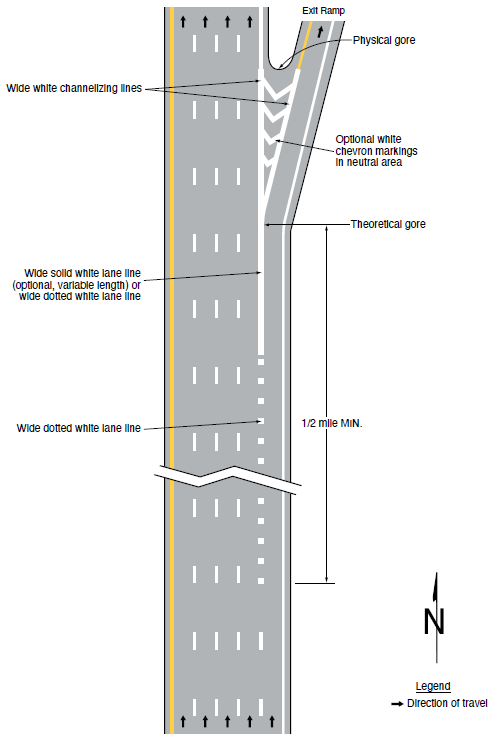 Exit Ramp
Physical gore
Wide white channelizing lines
Optional white
chevron markings
in neutral area
Theoretical gore
Wide solid white lane line
(optional, variable length) or
wide dotted white lane line
Wide dotted white lane line
1/2 mile MIN.
N
Legend
Direction of travel